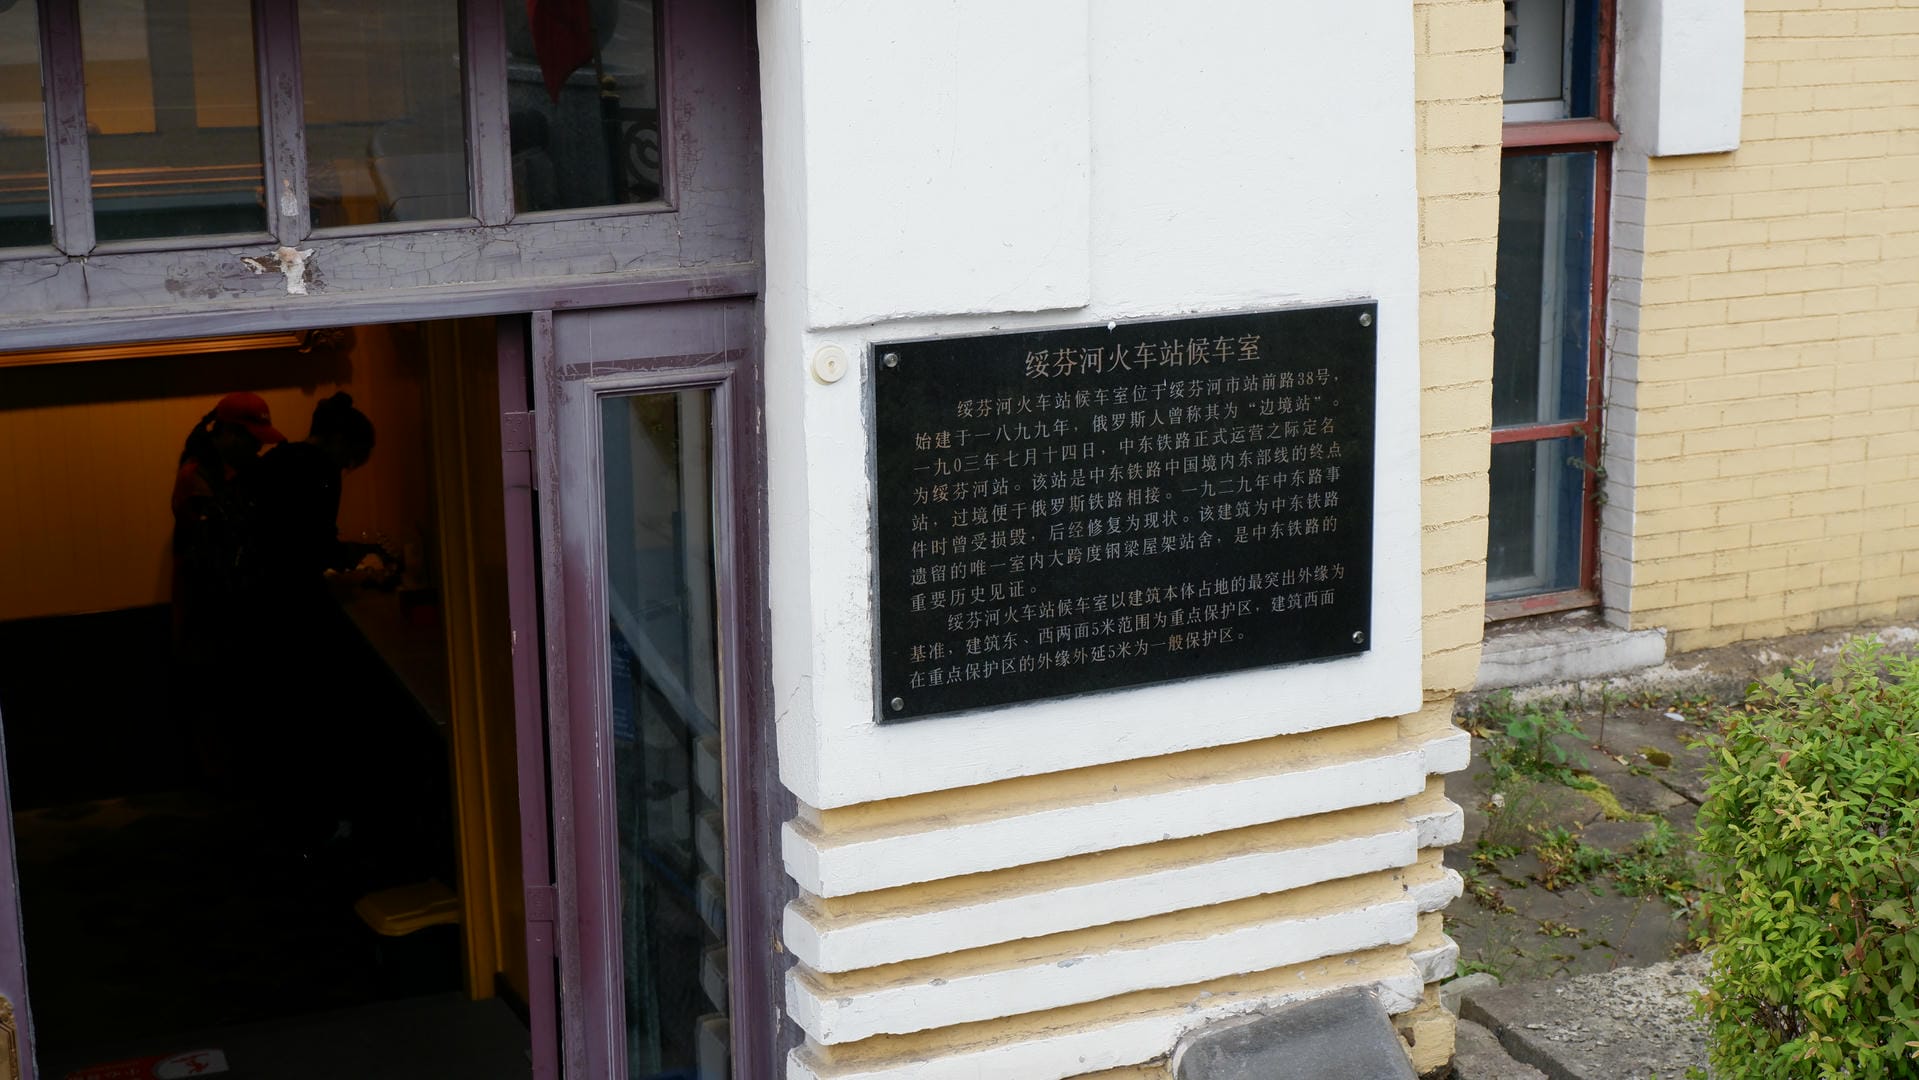 绥芬河火车站候车室
绥芬河火车站候车室位于绥芬河市站前路38号，
始建于一八九九年，俄罗斯人曾称其为“边境站”。
一九0三年七月十四日，中东铁路正式运营之际定名
为绥芬河站。该站是中东铁路中国境内东部线的终点
站，过境便于俄罗斯铁路相接。一九二九年中东路事
件时曾受损毁，后经修复为现状。该建筑为中东铁路
遗留的唯一室内大跨度钢梁屋架站舍，是中东铁路的
重要历史见证。
绥芬河火车站候车室以建筑本体占地的最突出外缘为
基准，建筑东、西两面5米范围为重点保护区，建筑西面
在重点保护区的外缘外延5米为一般保护区。